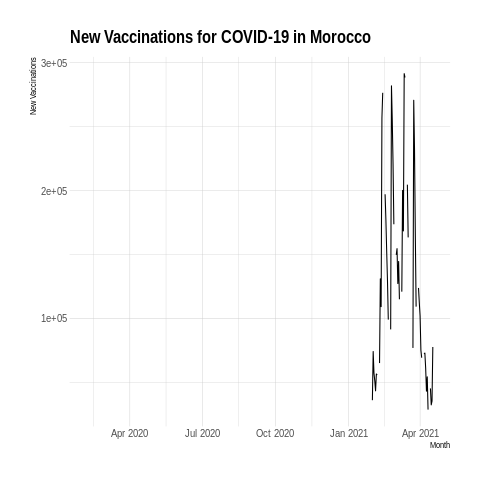 New Vaccinations for COVID-19 in Morocco
New Vaccinations
3e+05
2e+05
1e+05
Apr 2020
Jul 2020
Oct 2020
Jan 2021
Apr 2021
Month